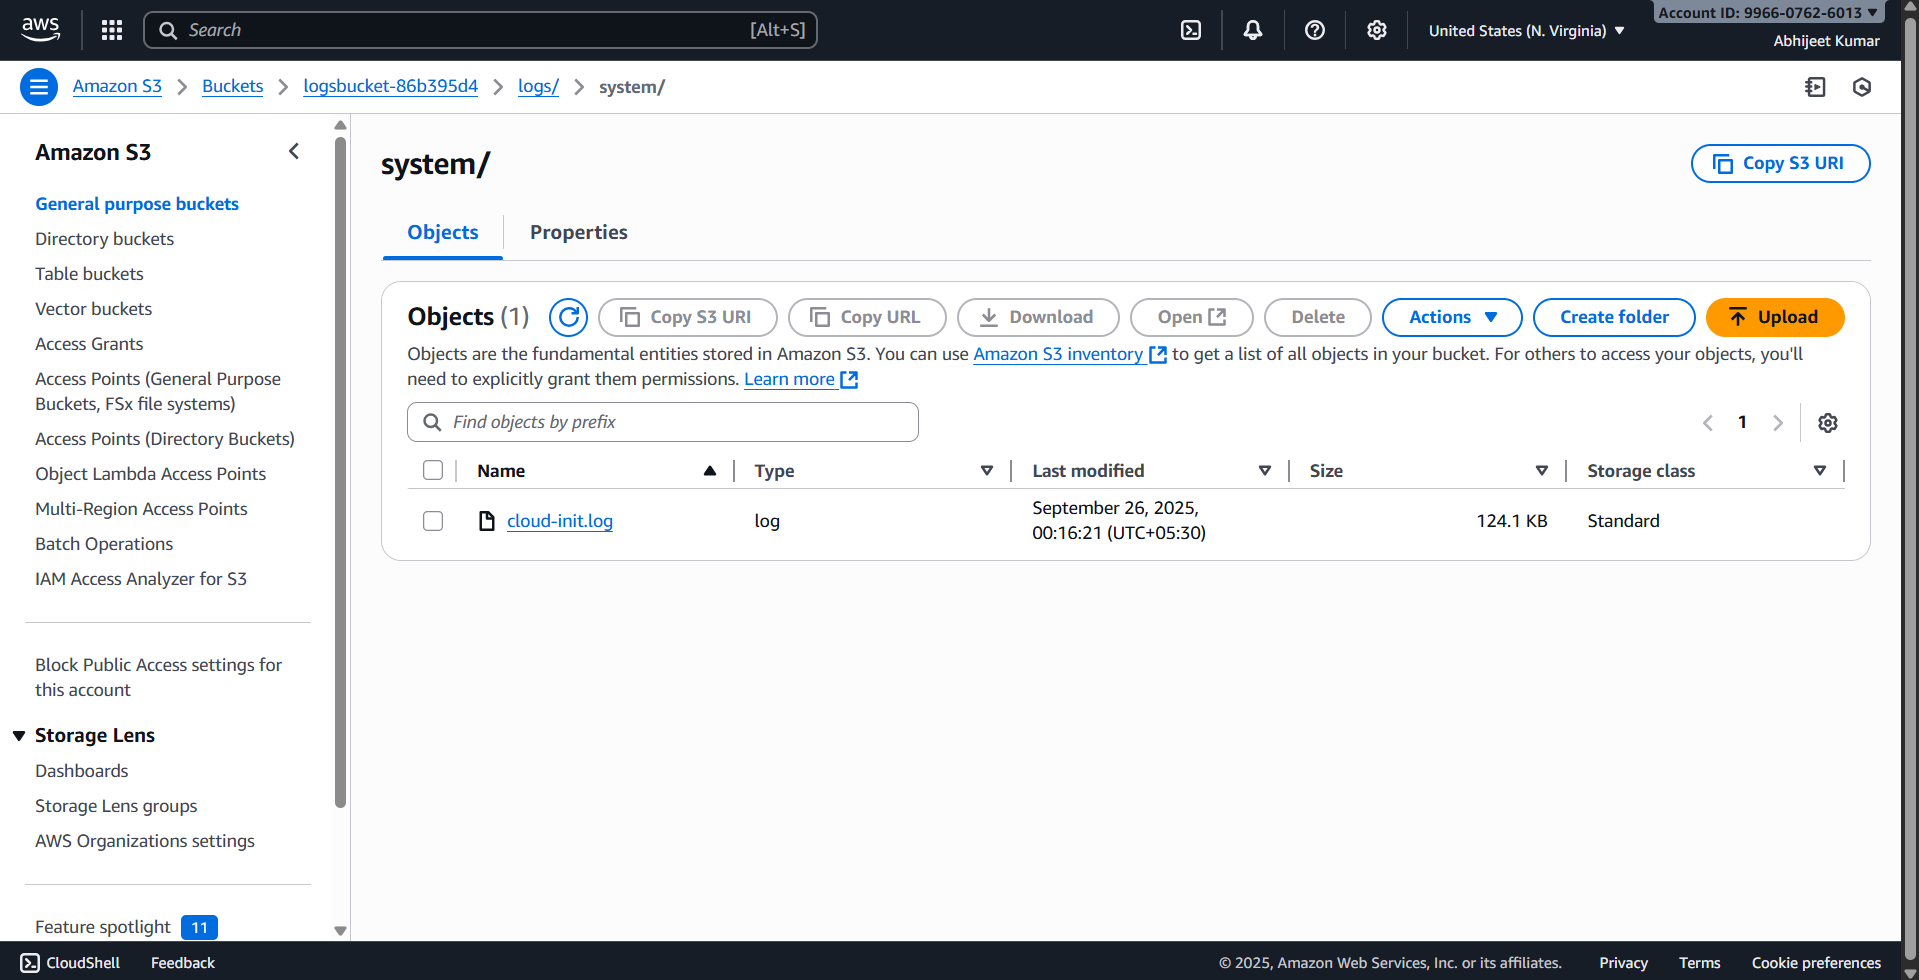 aws
Search
[Alt+S]
United States (N. Virginia)
Account ID: 9966-0762-6013
Abhijeet Kumar
Amazon S3
Buckets
logsbucket-86b395d4
logs/
system/
Amazon S3
General purpose buckets
Directory buckets
Table buckets
Vector buckets
Access Grants
Access Points (General Purpose
Buckets, FSx file systems)
Access Points (Directory Buckets)
Object Lambda Access Points
Multi-Region Access Points
Batch Operations
IAM Access Analyzer for S3
Block Public Access settings for
this account
Storage Lens
Dashboards
Storage Lens groups
AWS Organizations settings
Feature spotlight 11
system/
Copy S3 URI
Objects
Properties
Objects (1)
Copy S3 URI
Copy URL
Download
Open
Delete
Actions
Create folder
Upload
Objects are the fundamental entities stored in Amazon S3. You can use Amazon S3 inventory to get a list of all objects in your bucket. For others to access your objects, you'll
need to explicitly grant them permissions. Learn more
Find objects by prefix
1
Name
Type
Last modified
Size
Storage class
cloud-init.log
log
September 26, 2025,
00:16:21 (UTC+05:30)
124.1 KB
Standard
CloudShell
Feedback
© 2025, Amazon Web Services, Inc. or its affiliates.
Privacy
Terms
Cookie preferences